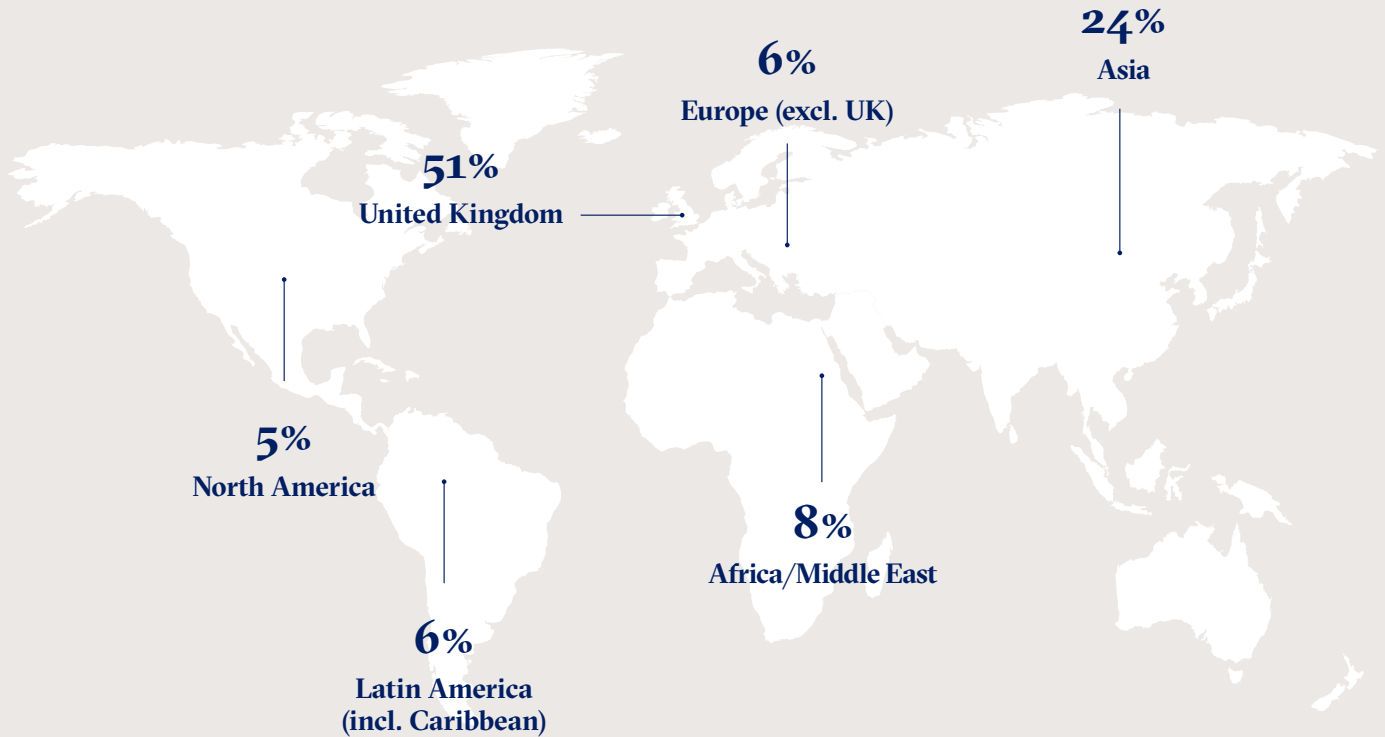 24%
Asia
6%
Europe (excl. UK)
51%
United Kingdom
5%
North America
8%
Africa/Middle East
6%
Latin America
(incl. Caribbean)